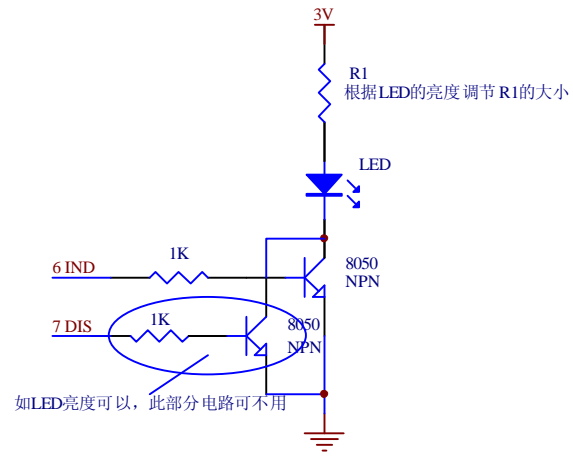 3V
R1
根据LED的亮度调节R1的大小
LED
1K
6 IND
8050
NPN
1K
7 DIS
8050
NPN
如LED亮度可以，此部分电路可不用